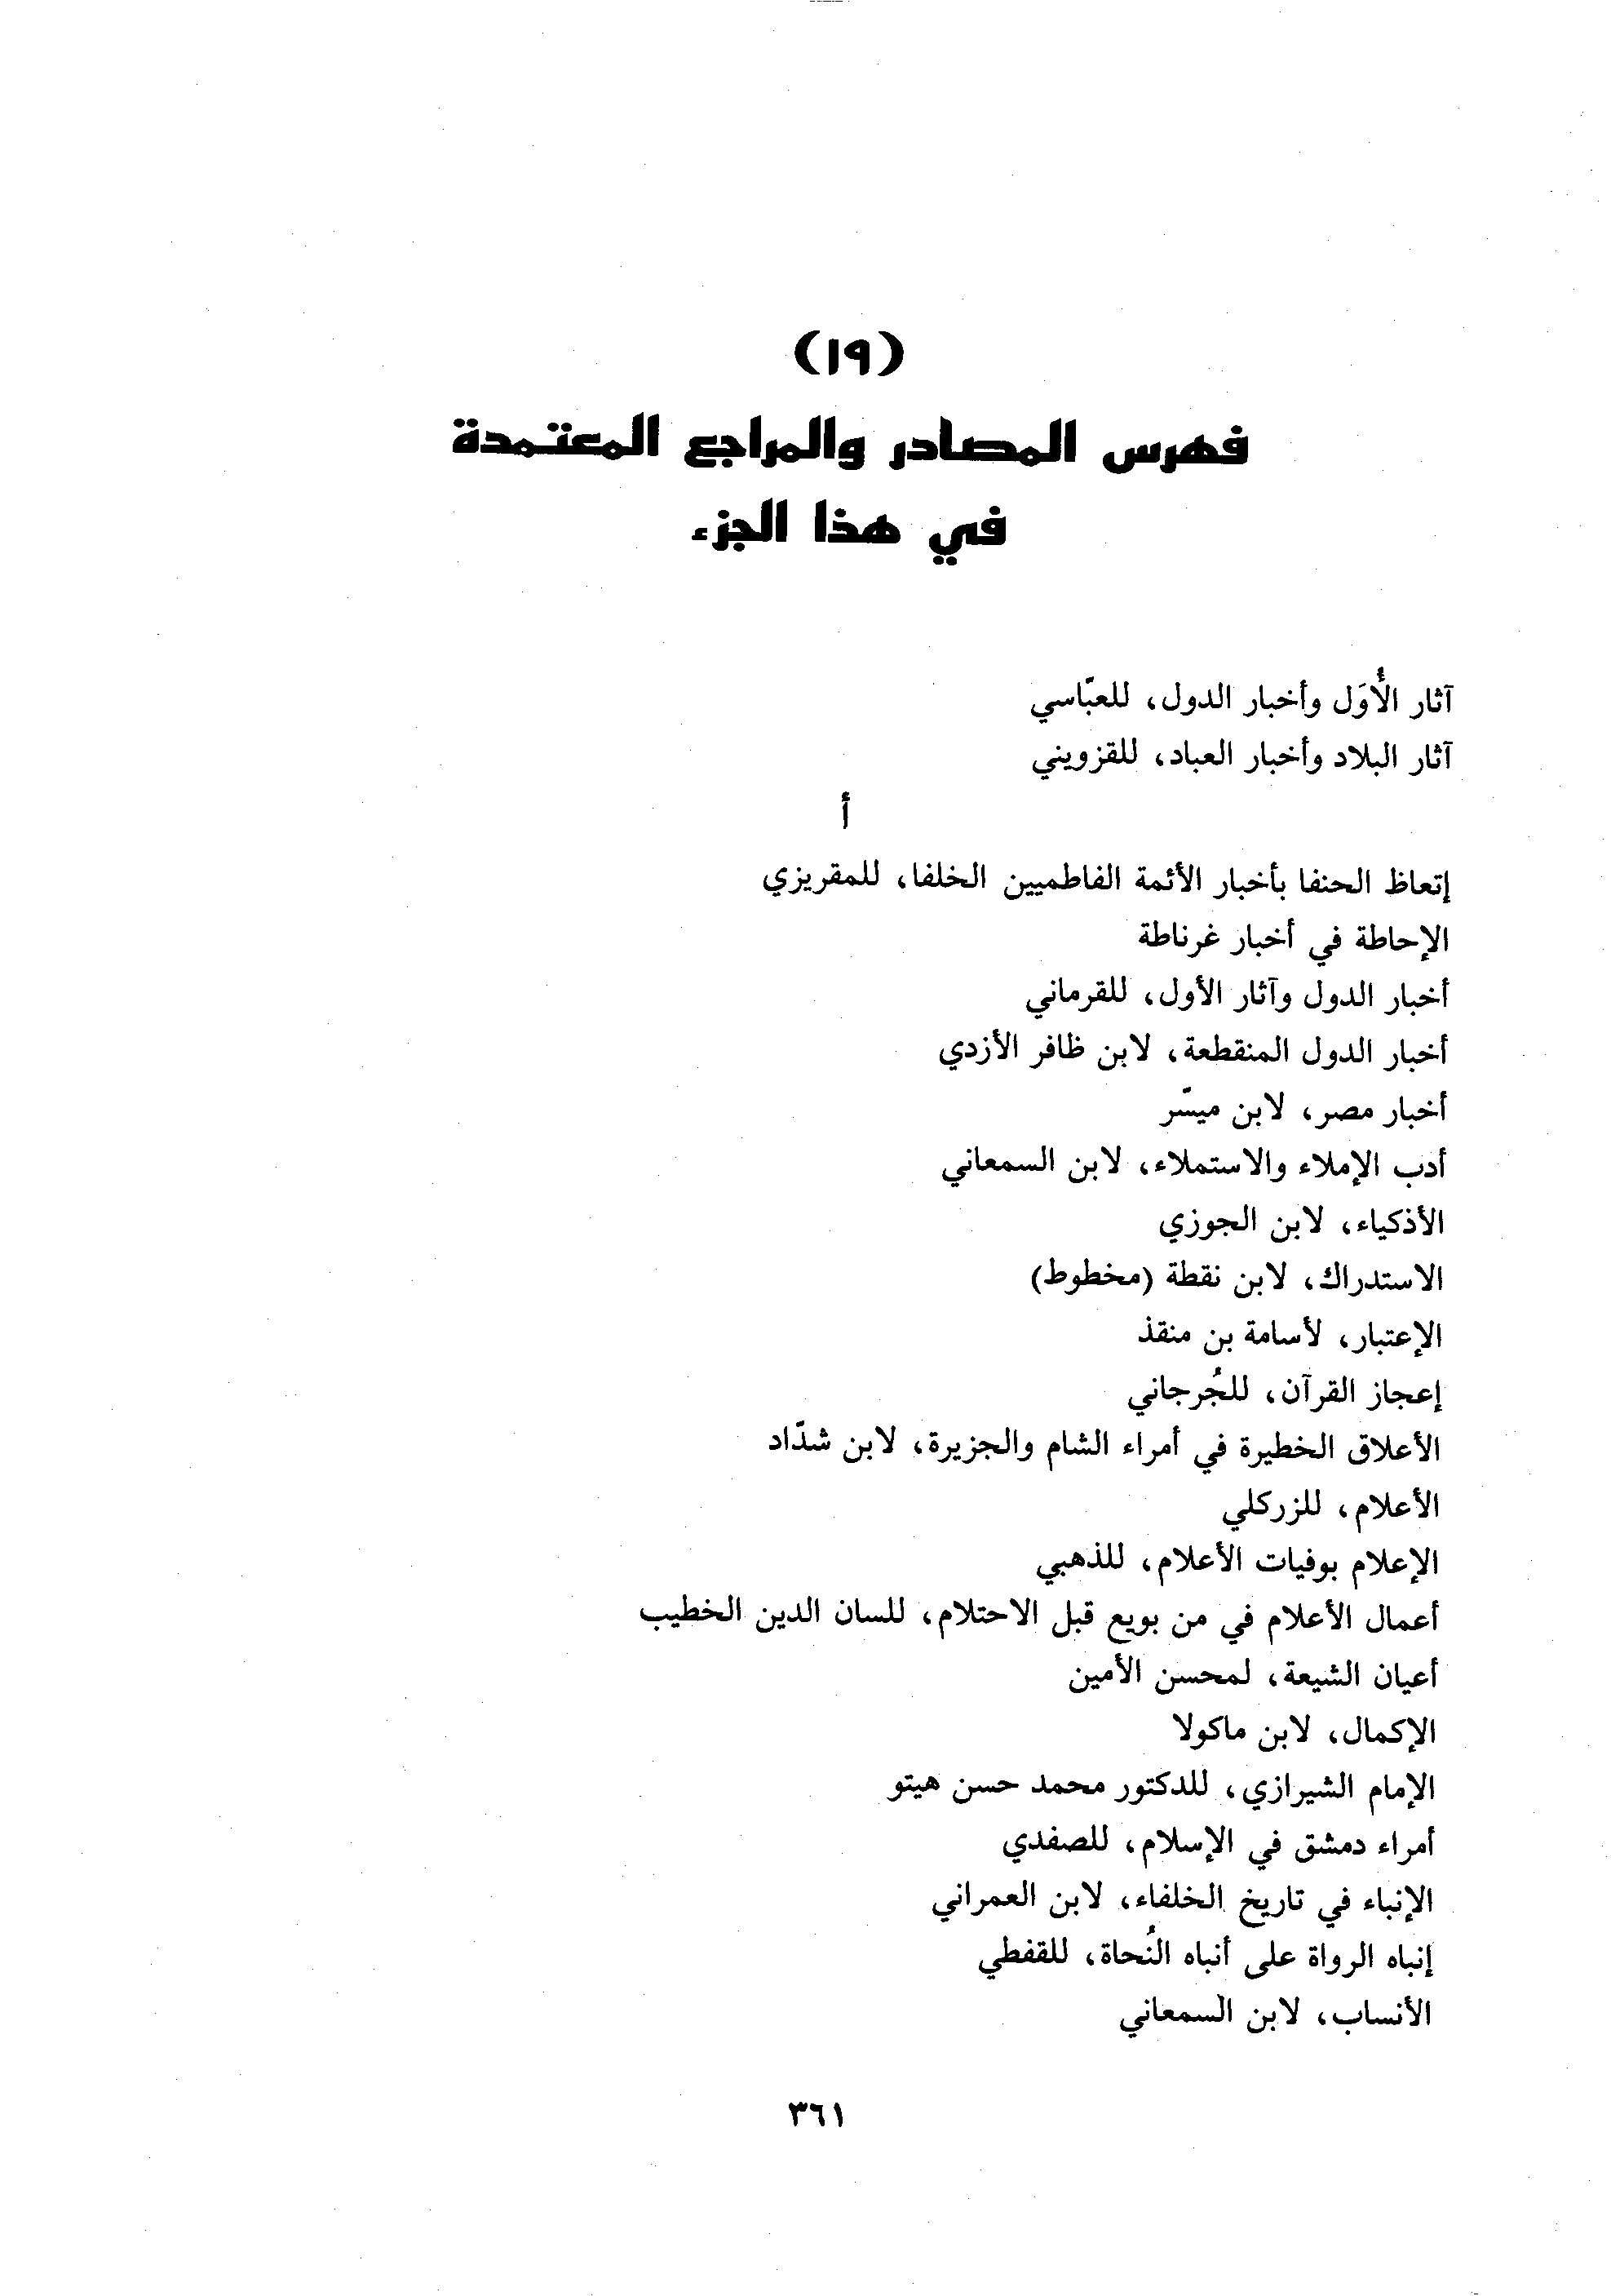 (١٩)
فهرس المصادر والمراجع المعتمدة
في هذا الجزء
آثار الأُوَل وأخبار الدول، للعبّاسي
آثار البلاد وأخبار العباد، للقزويني
أ
إتعاظ الحنفا بأخبار الأئمة الفاطميين الخلفا، للمقريزي
الإحاطة في أخبار غرناطة
أخبار الدول وآثار الأول، للقرماني
أخبار الدول المنقطعة، لابن ظافر الأزدي
أخبار مصر، لابن ميسّر
أدب الإملاء والاستملاء، لابن السمعاني
الأذكياء، لابن الجوزي
الاستدراك، لابن نقطة (مخطوط)
الإعتبار، لأسامة بن منقذ
إعجاز القرآن، للجُرجاني
الأعلاق الخطيرة في أمراء الشام والجزيرة، لابن شدّاد
الأعلام، للزركلي
الإعلام بوفيات الأعلام، للذهبي
أعمال الأعلام في من بويع قبل الاحتلام، للسان الدين الخطيب
أعيان الشيعة، لمحسن الأمين
الإكمال، لابن ماكولا
الإمام الشيرازي، للدكتور محمد حسن هيتو
أمراء دمشق في الإسلام، للصفدي
الإنباء في تاريخ الخلفاء، لابن العمراني
إنباه الرواة على أنباه النُحاة، للقفطي
الأنساب، لابن السمعاني
٣٦١